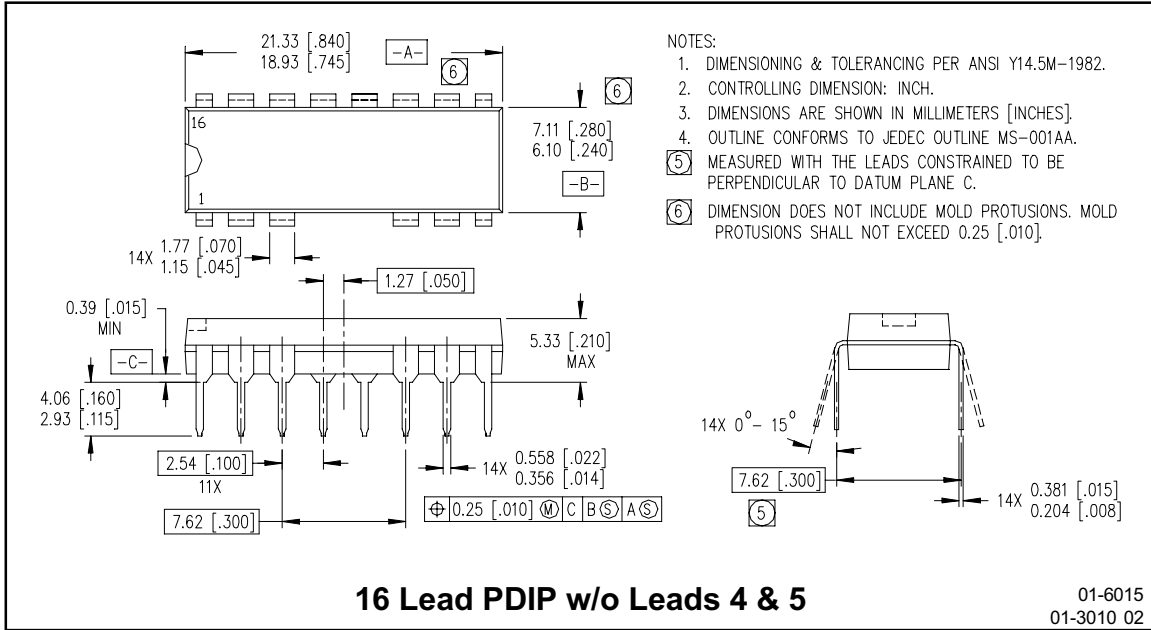 21.33 [.840]
18.93 [.745]
-A-
6
6
16
1
7.11 [.280]
6.10 [.240]
-B-
NOTES:
1. DIMENSIONING & TOLERANCING PER ANSI Y14.5M-1982.
2. CONTROLLING DIMENSION: INCH.
3. DIMENSIONS ARE SHOWN IN MILLIMETERS [INCHES].
4. OUTLINE CONFORMS TO JEDEC OUTLINE MS-001AA.
5 MEASURED WITH THE LEADS CONSTRAINED TO BE
PERPENDICULAR TO DATUM PLANE C.
6 DIMENSION DOES NOT INCLUDE MOLD PROTUSIONS. MOLD
PROTUSIONS SHALL NOT EXCEED 0.25 [.010].
14X 1.77 [.070]
1.15 [.045]
1.27 [.050]
0.39 [.015]
MIN
-C-
5.33 [.210]
MAX
4.06 [.160]
2.93 [.115]
2.54 [.100]
11X
14X 0.558 [.022]
0.356 [.014]
⌖ 0.25 [.010] Ⓜ C B Ⓢ A Ⓢ
7.62 [.300]
14X 0° - 15°
7.62 [.300]
5
14X 0.381 [.015]
0.204 [.008]
16 Lead PDIP w/o Leads 4 & 5
01-6015
01-3010 02